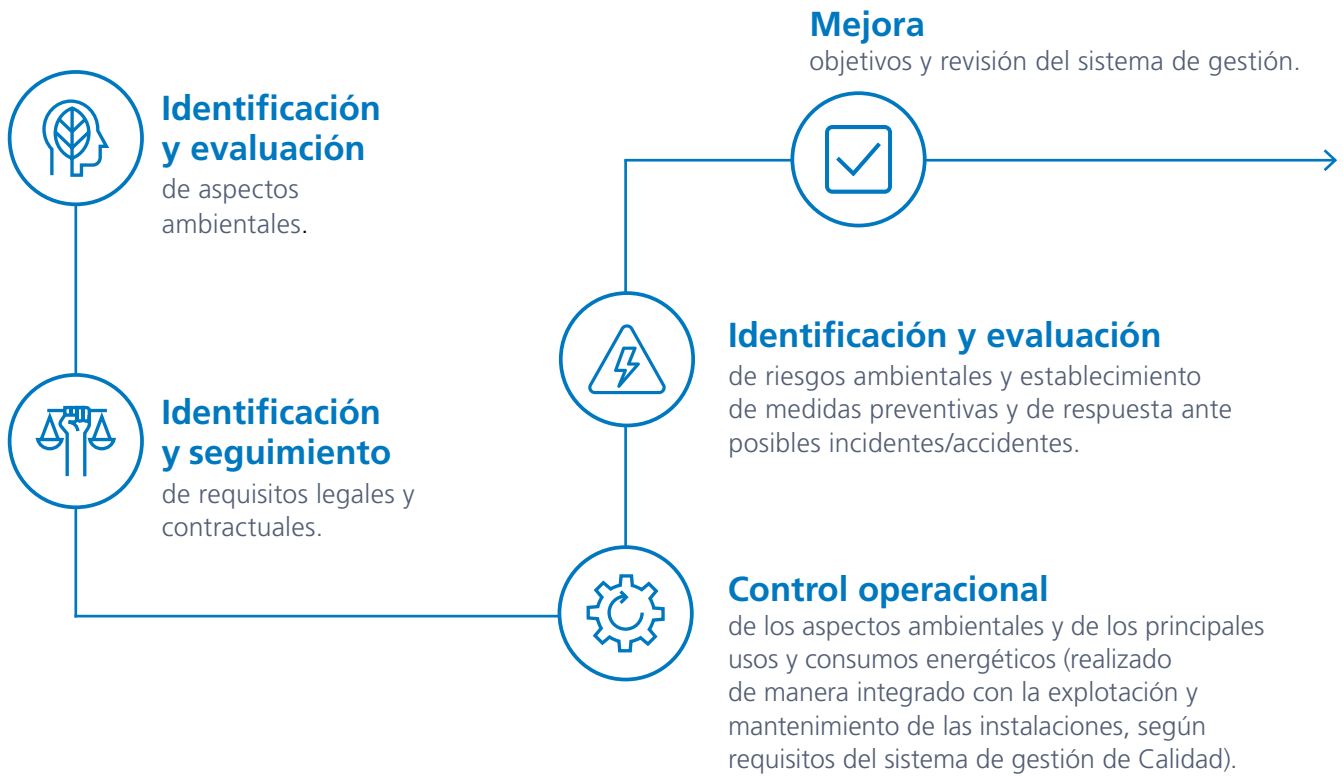 Identificación
y evaluación
de aspectos
ambientales.
Identificación
y seguimiento
de requisitos legales y
contractuales.
Control operacional
de los aspectos ambientales y de los principales
usos y consumos energéticos (realizado
de manera integrado con la explotación y
mantenimiento de las instalaciones, según
requisitos del sistema de gestión de Calidad).
Identificación y evaluación
de riesgos ambientales y establecimiento
de medidas preventivas y de respuesta ante
posibles incidentes/accidentes.
Mejora
objetivos y revisión del sistema de gestión.